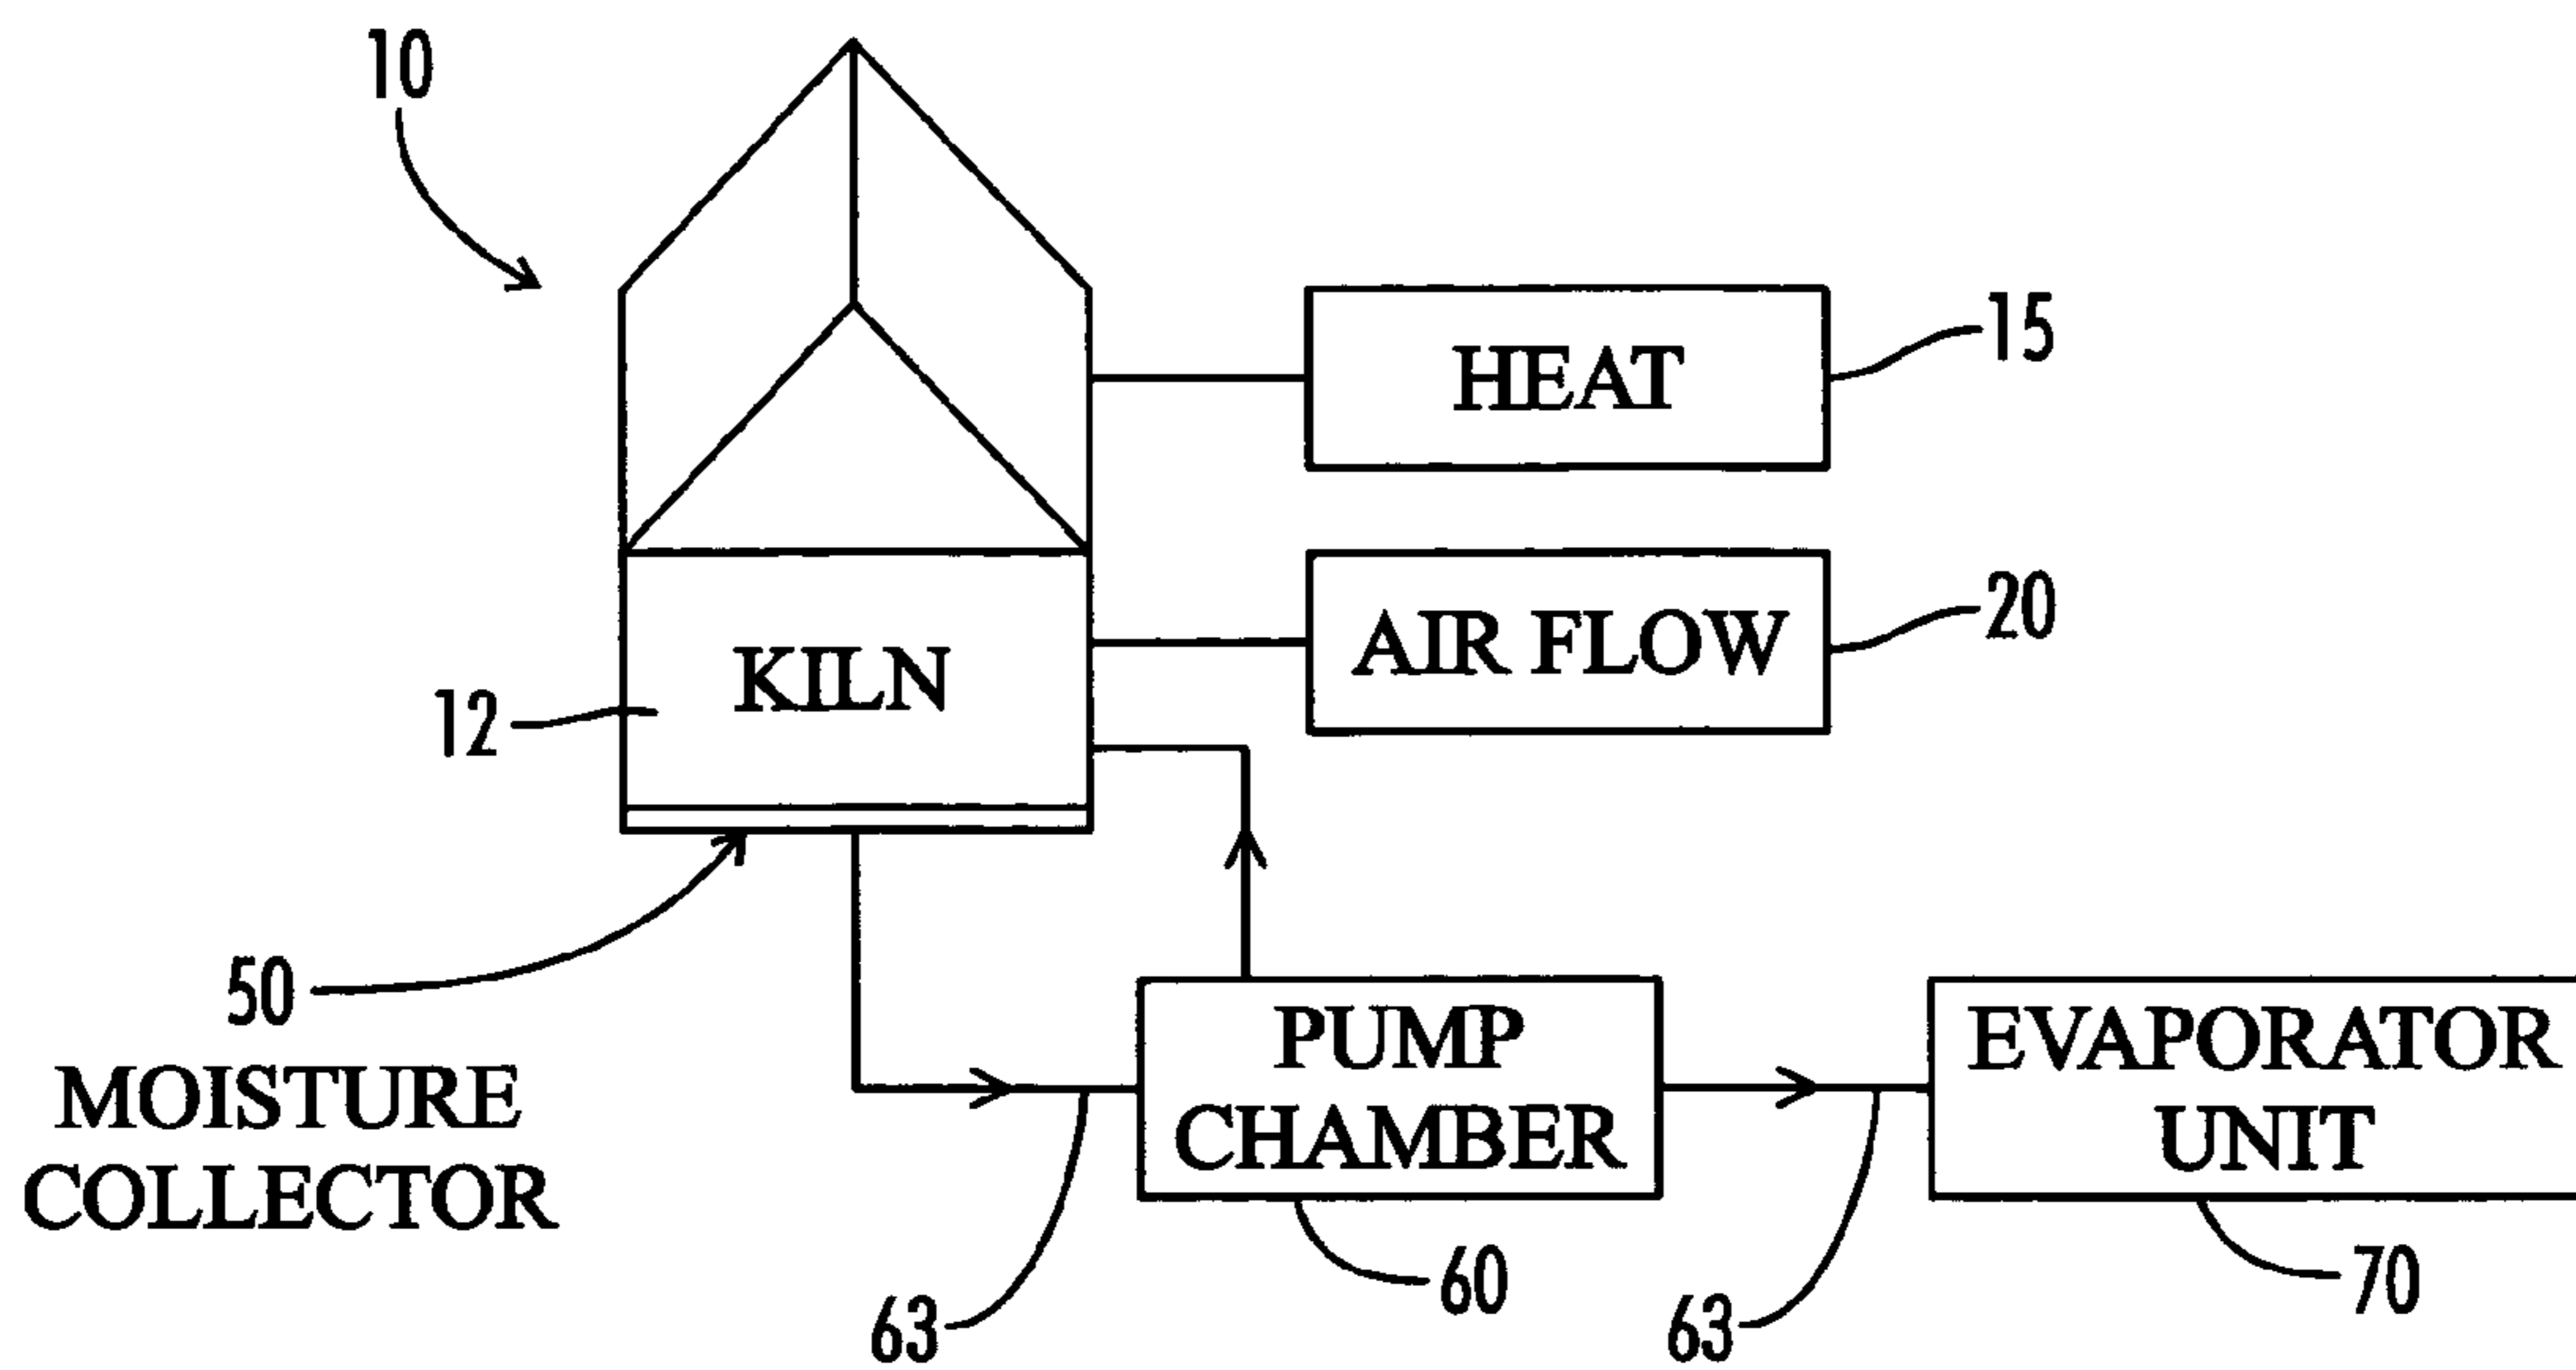 10
HEAT
15
AIR FLOW
20
KILN
12
50
MOISTURE
COLLECTOR
PUMP
CHAMBER
EVAPORATOR
UNIT
63
60
63
70